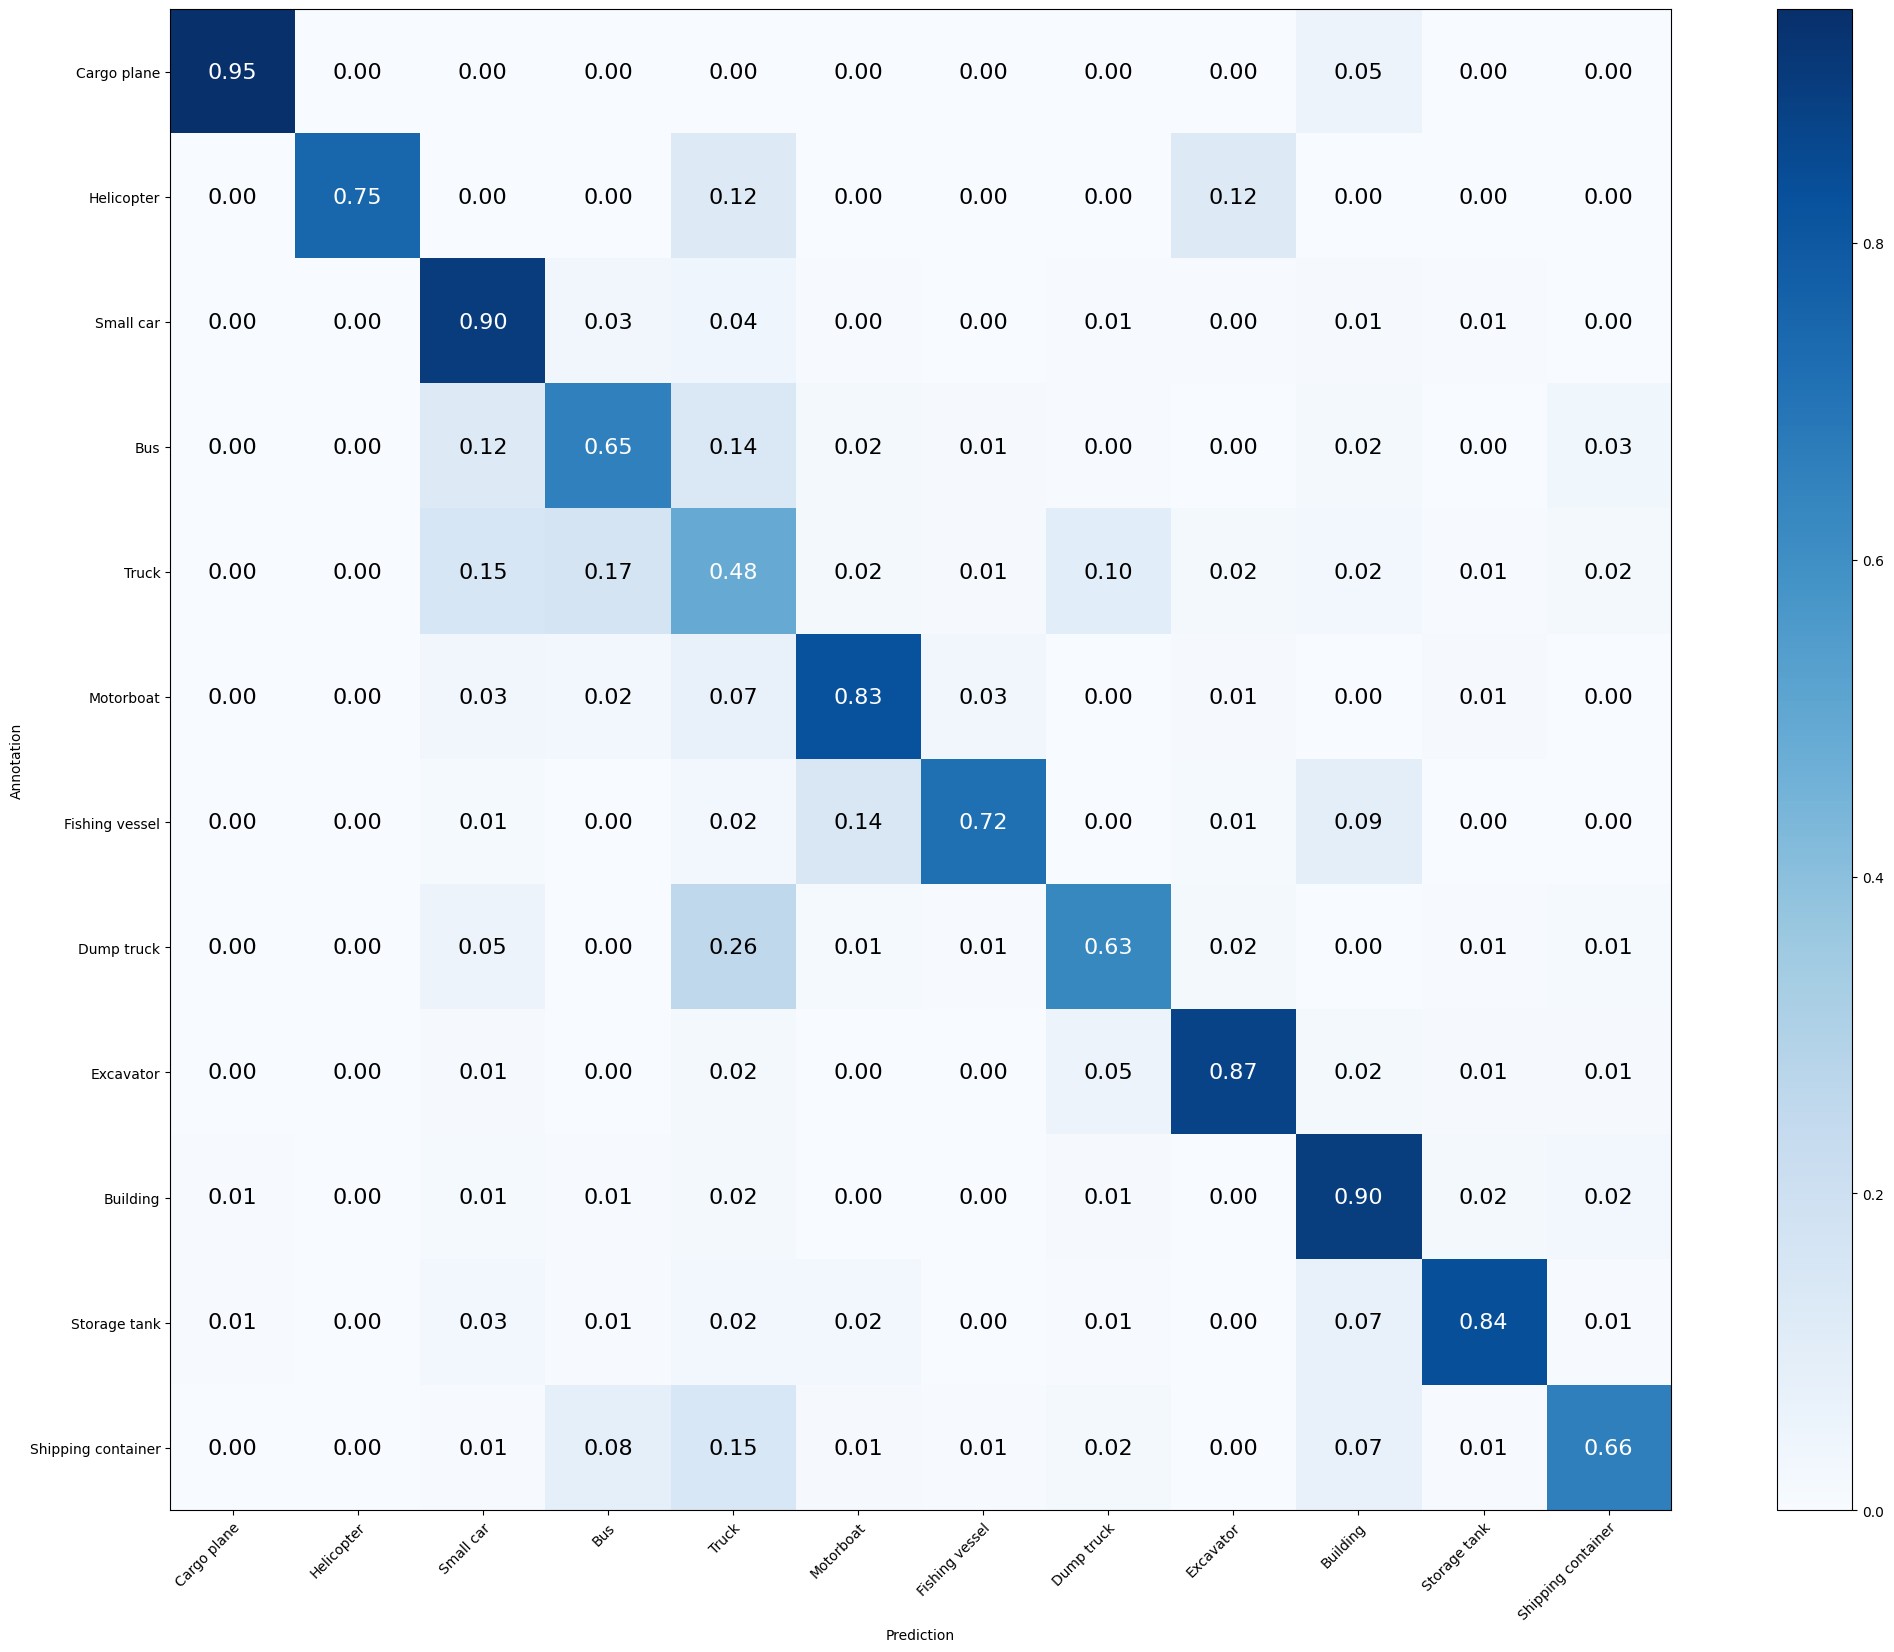 Cargo plane 0.95 0.00 0.00 0.00 0.00 0.00 0.00 0.00 0.00 0.05 0.00 0.00
Helicopter 0.00 0.75 0.00 0.00 0.12 0.00 0.00 0.00 0.12 0.00 0.00 0.00
0.8
Small car 0.00 0.00 0.90 0.03 0.04 0.00 0.00 0.01 0.00 0.01 0.01 0.00
Bus 0.00 0.00 0.12 0.65 0.14 0.02 0.01 0.00 0.00 0.02 0.00 0.03
0.6
Truck 0.00 0.00 0.15 0.17 0.48 0.02 0.01 0.10 0.02 0.02 0.01 0.02
Motorboat 0.00 0.00 0.03 0.02 0.07 0.83 0.03 0.00 0.01 0.00 0.01 0.00
Annotation
Fishing vessel 0.00 0.00 0.01 0.00 0.02 0.14 0.72 0.00 0.01 0.09 0.00 0.00
0.4
Dump truck 0.00 0.00 0.05 0.00 0.26 0.01 0.01 0.63 0.02 0.00 0.01 0.01
Excavator 0.00 0.00 0.01 0.00 0.02 0.00 0.00 0.05 0.87 0.02 0.01 0.01
0.2
Building 0.01 0.00 0.01 0.01 0.02 0.00 0.00 0.01 0.00 0.90 0.02 0.02
Storage tank 0.01 0.00 0.03 0.01 0.02 0.02 0.00 0.01 0.00 0.07 0.84 0.01
Shipping container 0.00 0.00 0.01 0.08 0.15 0.01 0.01 0.02 0.00 0.07 0.01 0.66
0.0
Cargo plane Helicopter Small car Bus Truck Motorboat Fishing vessel Dump truck Excavator Building Storage tank Shipping container
Prediction